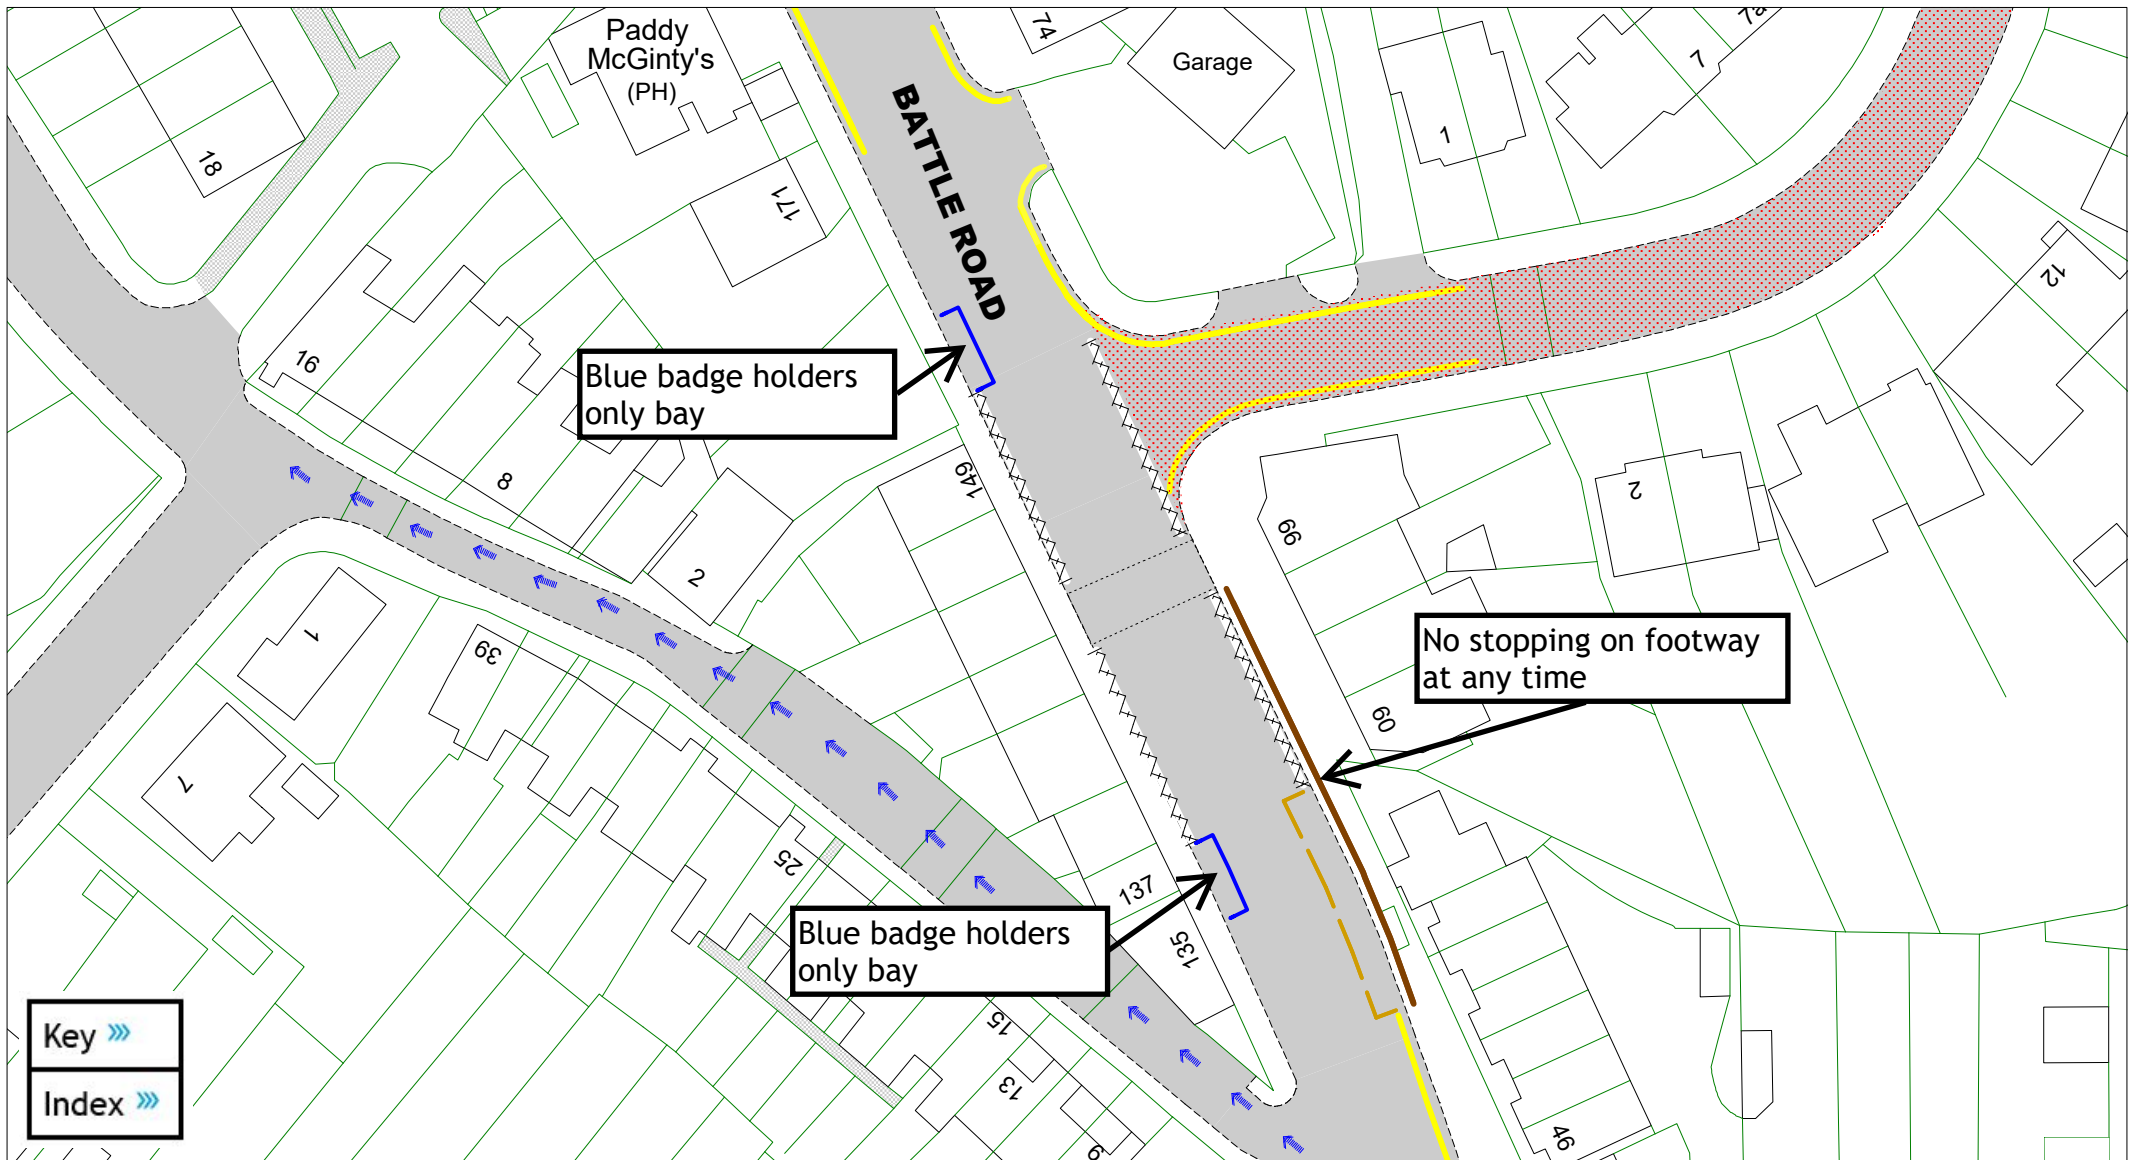 Paddy
McGinty's
(PH)
74
Garage
1
7
7a
18
171
BATTLE ROAD
12
16
Blue badge holders
only bay
8
149
2
66
2
1
39
No stopping on footway
at any time
60
7
25
137
135
Blue badge holders
only bay
15
13
9
46
Key
Index